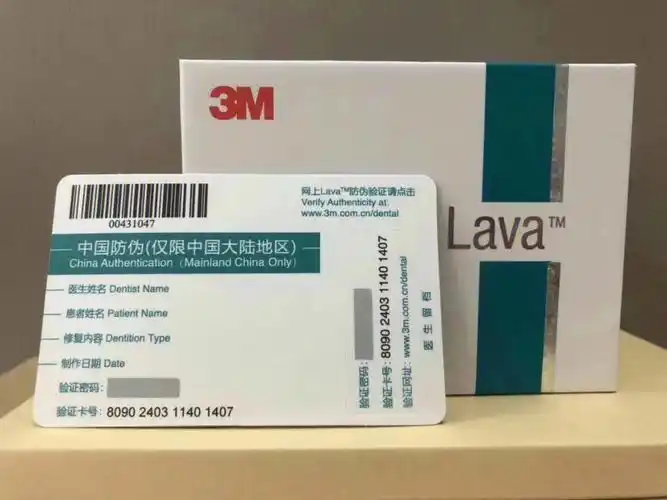 3M
Lava™
00431047
网上Lava™防伪验证请点击
Verify Authenticity at:
www.3m.com.cn/dental
中国防伪(仅限中国大陆地区)
China Authentication (Mainland China Only)
医生姓名 Dentist Name
患者姓名 Patient Name
修复内容 Dentition Type
制作日期 Date
验证密码:
验证卡号: 8090 2403 1140 1407
验证密码:
验证卡号: 8090 2403 1140 1407
验证网址: www.3m.com.cn/dental
医生留档